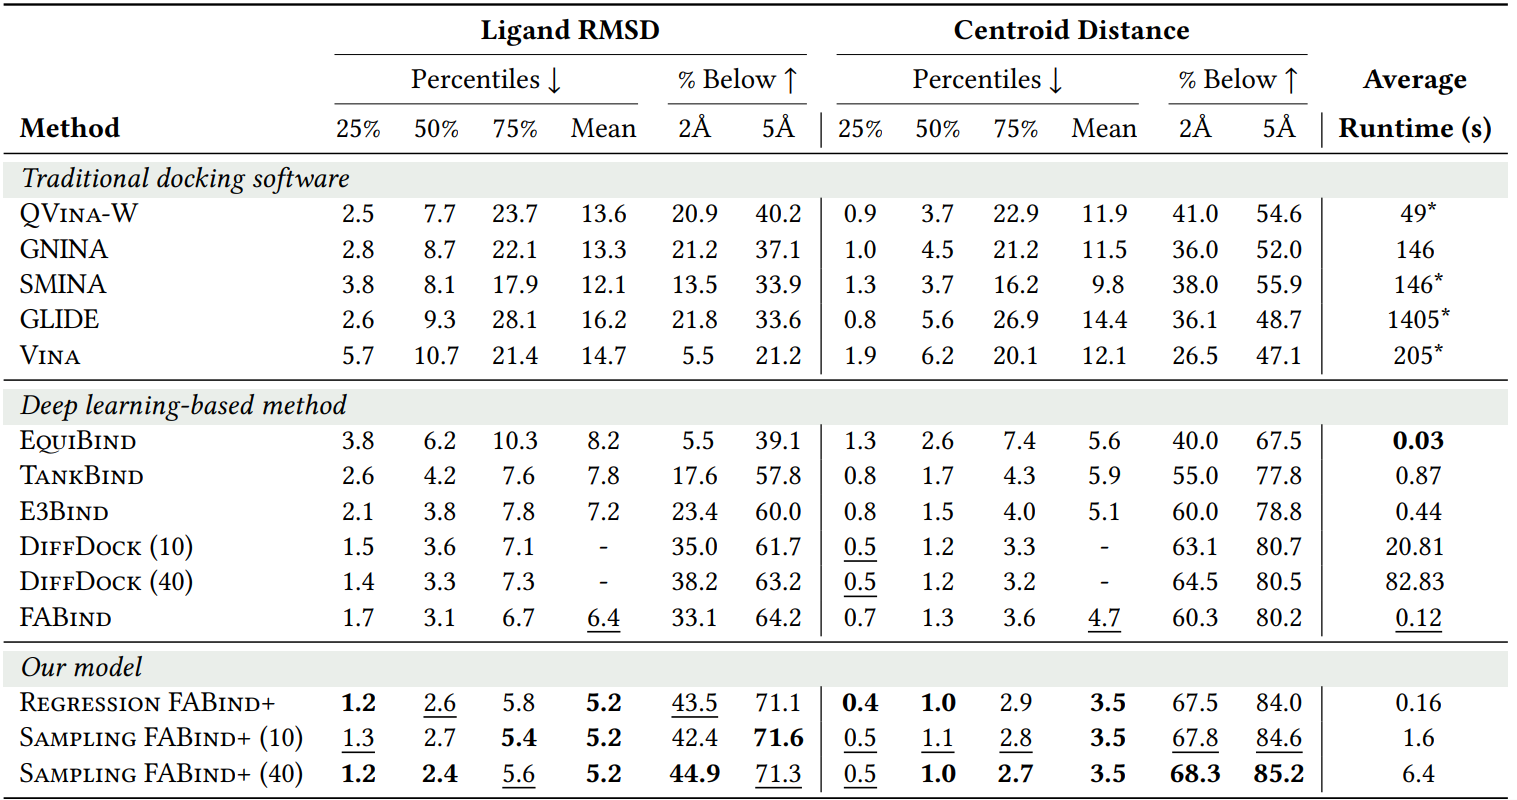 Ligand RMSD Centroid Distance
Percentiles ↓ % Below ↑ Percentiles ↓ % Below ↑ Average
Method 25% 50% 75% Mean 2Å 5Å 25% 50% 75% Mean 2Å 5Å Runtime (s)
Traditional docking software
QVINA-W 2.5 7.7 23.7 13.6 20.9 40.2 0.9 3.7 22.9 11.9 41.0 54.6 49*
GNINA 2.8 8.7 22.1 13.3 21.2 37.1 1.0 4.5 21.2 11.5 36.0 52.0 146
SMINA 3.8 8.1 17.9 12.1 13.5 33.9 1.3 3.7 16.2 9.8 38.0 55.9 146*
GLIDE 2.6 9.3 28.1 16.2 21.8 33.6 0.8 5.6 26.9 14.4 36.1 48.7 1405*
VINA 5.7 10.7 21.4 14.7 5.5 21.2 1.9 6.2 20.1 12.1 26.5 47.1 205*
Deep learning-based method
EQUIBIND 3.8 6.2 10.3 8.2 5.5 39.1 1.3 2.6 7.4 5.6 40.0 67.5 0.03
TANKBIND 2.6 4.2 7.6 7.8 17.6 57.8 0.8 1.7 4.3 5.9 55.0 77.8 0.87
E3BIND 2.1 3.8 7.8 7.2 23.4 60.0 0.8 1.5 4.0 5.1 60.0 78.8 0.44
DIFFDOCK (10) 1.5 3.6 7.1 - 35.0 61.7 0.5 1.2 3.3 - 63.1 80.7 20.81
DIFFDOCK (40) 1.4 3.3 7.3 - 38.2 63.2 0.5 1.2 3.2 - 64.5 80.5 82.83
FABIND 1.7 3.1 6.7 6.4 33.1 64.2 0.7 1.3 3.6 4.7 60.3 80.2 0.12
Our model
REGRESSION FABIND+ 1.2 2.6 5.8 5.2 43.5 71.1 0.4 1.0 2.9 3.5 67.5 84.0 0.16
SAMPLING FABIND+ (10) 1.3 2.7 5.4 5.2 42.4 71.6 0.5 1.1 2.8 3.5 67.8 84.6 1.6
SAMPLING FABIND+ (40) 1.2 2.4 5.6 5.2 44.9 71.3 0.5 1.0 2.7 3.5 68.3 85.2 6.4